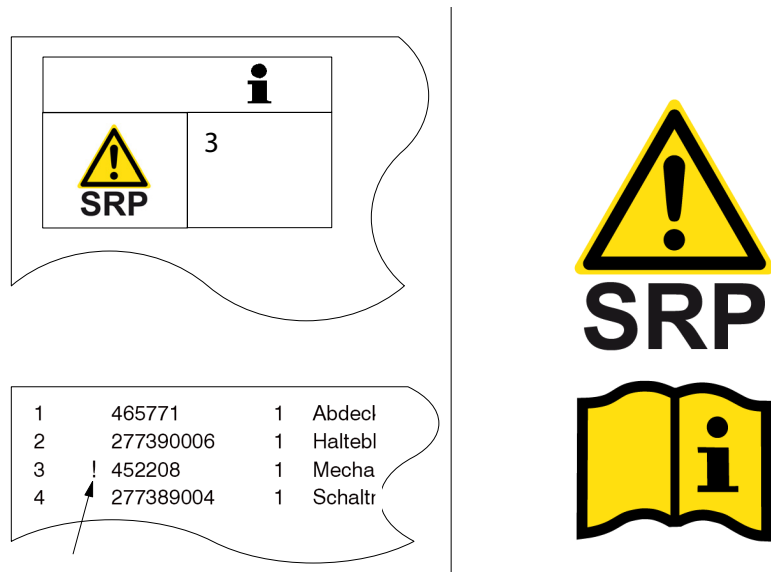 i
3
SRP
1 465771 1 Abdeck
2 277390006 1 Haltebl
3 ! 452208 1 Mecha
4 277389004 1 Schaltr
SRP
i